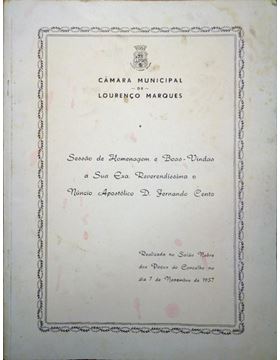 CÂMARA MUNICIPAL
DE
LOURENÇO MARQUES
Sessão de Homenagem e Boas-Vindas
a Sua Exa. Reverendíssima o
Núncio Apostólico D. Fernando Cento
Realizada no Salão Nobre
dos Paços do Concelho no
dia 7 de Novembro de 1957